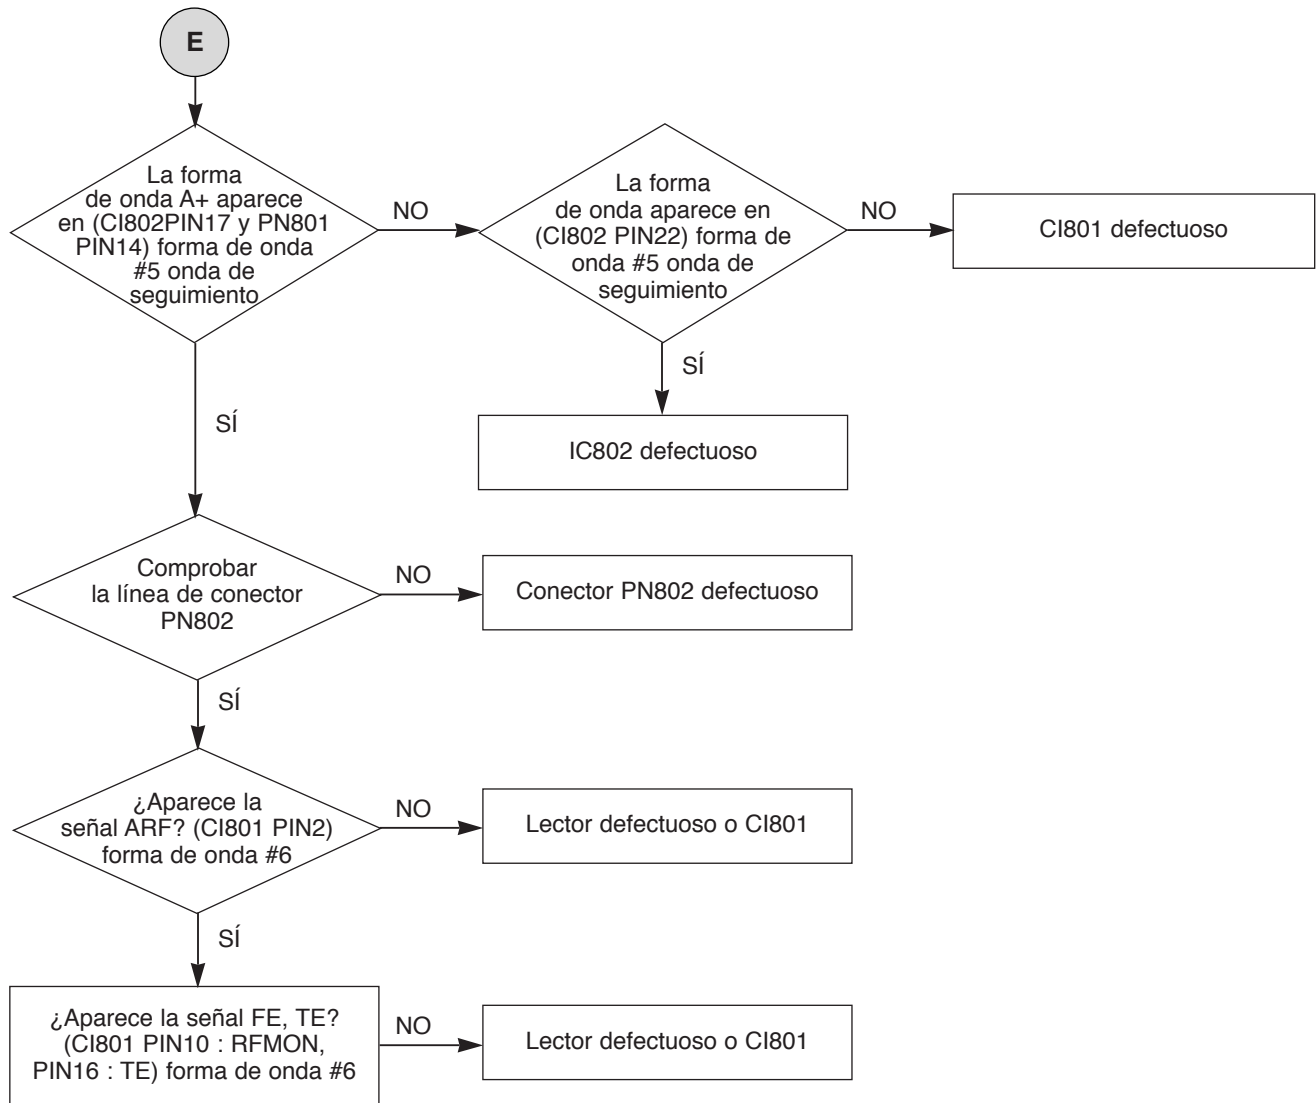 E
La forma
de onda A+ aparece
en (CI802PIN17 y PN801
PIN14) forma de onda
#5 onda de
seguimiento
NO
La forma
de onda aparece en
(CI802 PIN22) forma de
onda #5 onda de
seguimiento
NO
CI801 defectuoso
SÍ
IC802 defectuoso
SÍ
Comprobar
la línea de conector
PN802
NO
Conector PN802 defectuoso
SÍ
¿Aparece la
señal ARF? (CI801 PIN2)
forma de onda #6
NO
Lector defectuoso o CI801
SÍ
¿Aparece la señal FE, TE?
(CI801 PIN10 : RFMON,
PIN16 : TE) forma de onda #6
NO
Lector defectuoso o CI801